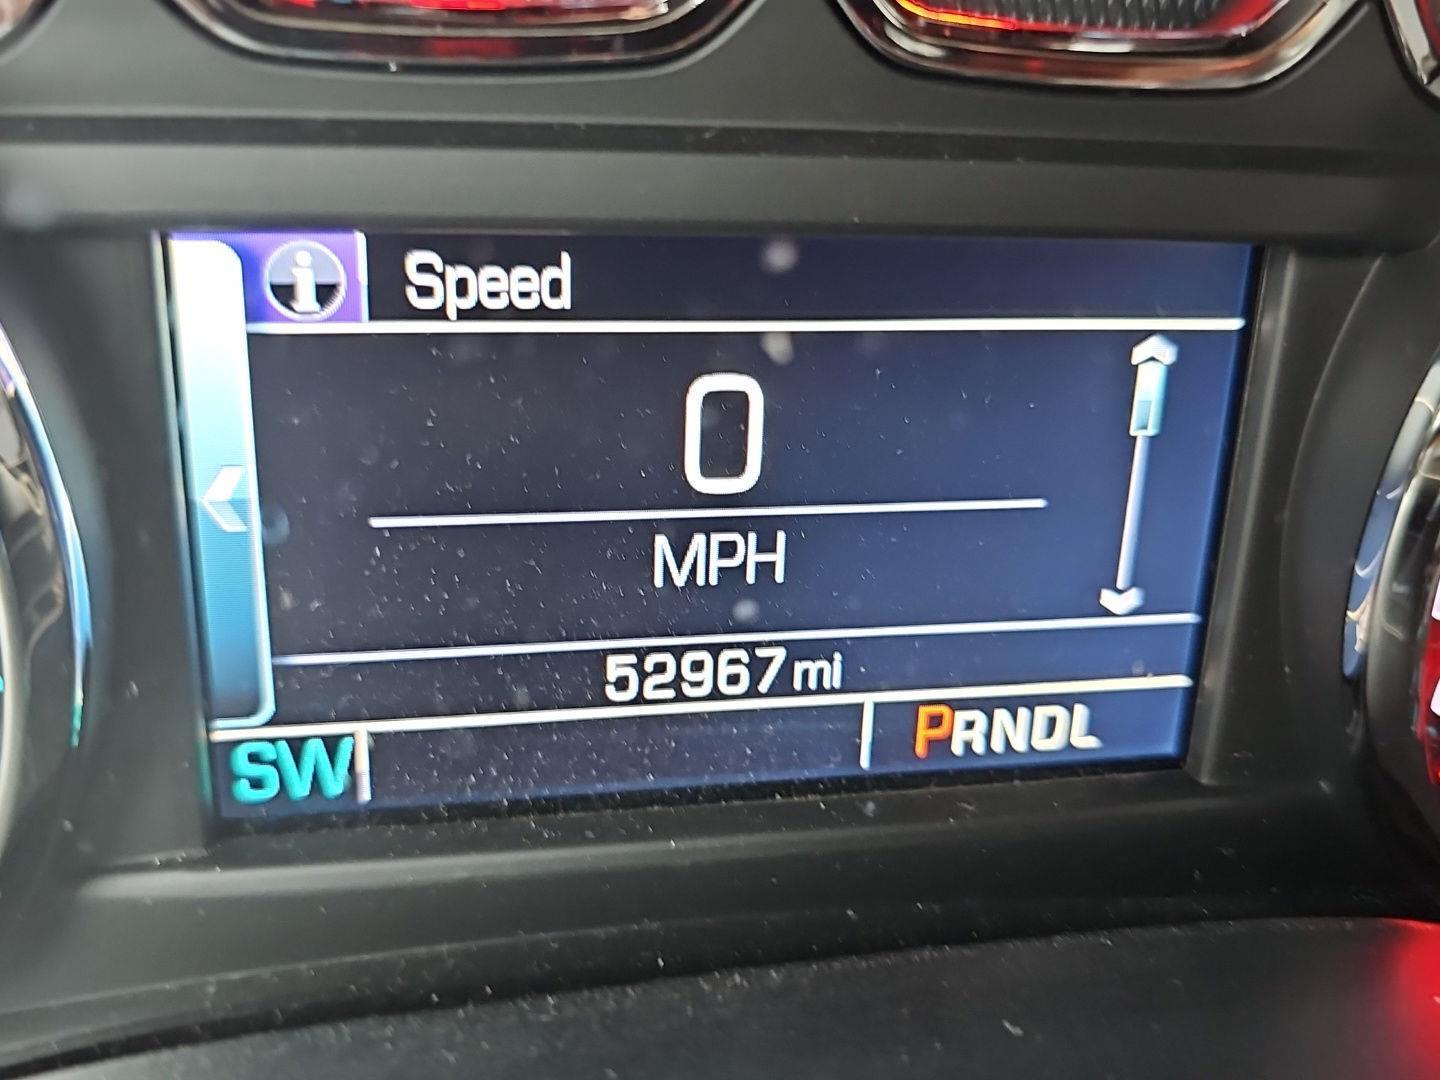 i Speed
0
MPH
52967 mi
SW PRNDL